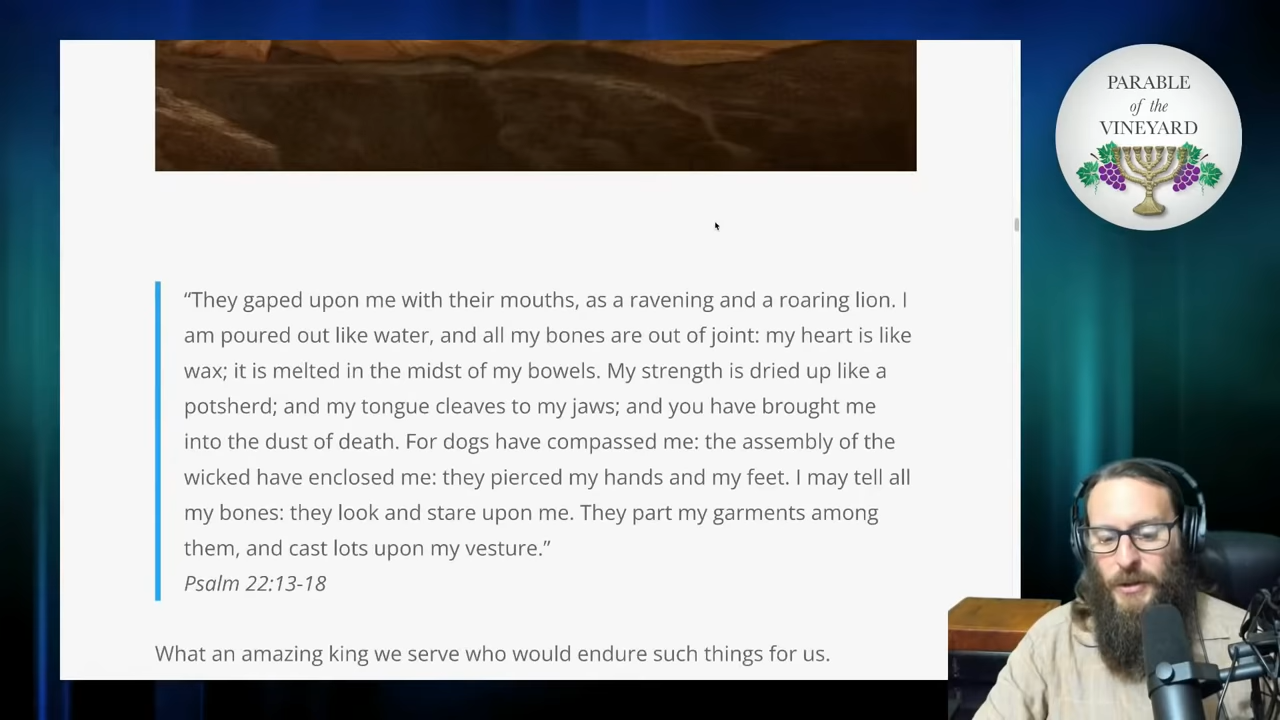 PARABLE
of the
VINEYARD
“They gaped upon me with their mouths, as a ravening and a roaring lion. I
am poured out like water, and all my bones are out of joint: my heart is like
wax; it is melted in the midst of my bowels. My strength is dried up like a
potsherd; and my tongue cleaves to my jaws; and you have brought me
into the dust of death. For dogs have compassed me: the assembly of the
wicked have enclosed me: they pierced my hands and my feet. I may tell all
my bones: they look and stare upon me. They part my garments among
them, and cast lots upon my vesture.”
Psalm 22:13-18
What an amazing king we serve who would endure such things for us.